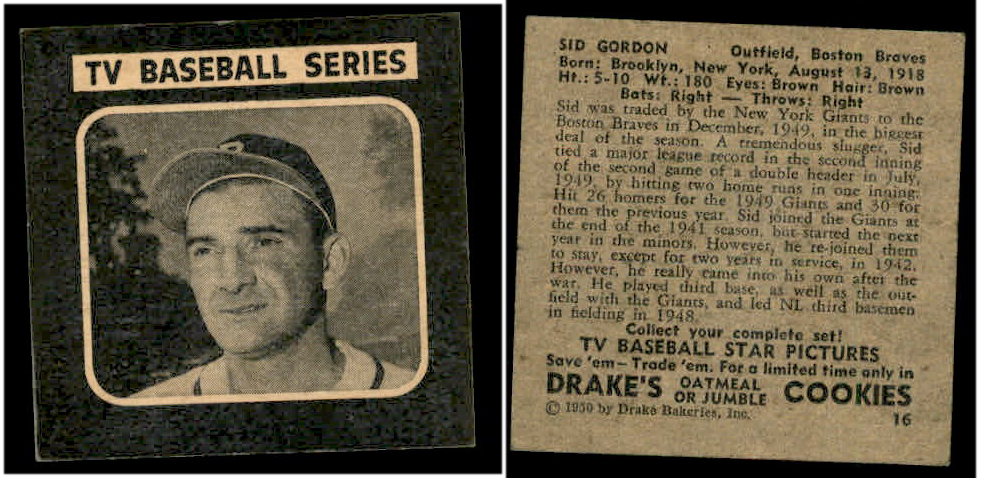 TV BASEBALL SERIES
B
SID GORDON Outfield, Boston Braves
Born: Brooklyn, New York, August 13, 1918
Ht.: 5-10 Wt.: 180 Eyes: Brown Hair: Brown
Bats: Right — Throws: Right
Sid was traded by the New York Giants to the
Boston Braves in December, 1949, in the biggest
deal of the season. A tremendous slugger, Sid
tied a major league record in the second inning
of the second game of a double header in July,
1949 by hitting two home runs in one inning.
Hit 26 homers for the 1949 Giants and 30 for
them the previous year. Sid joined the Giants at
the end of the 1941 season, but started the next
year in the minors. However, he re-joined them
to stay, except for two years in service, in 1942.
However, he really came into his own after the
war. He played third base, as well as the out-
field with the Giants, and led NL third basemen
in fielding in 1948.
Collect your complete set!
TV BASEBALL STAR PICTURES
Save 'em—Trade 'em. For a limited time only in
DRAKE'S OATMEAL OR JUMBLE COOKIES
© 1950 by Drake Bakeries, Inc.
16